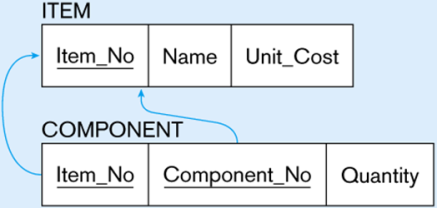 ITEM
Item_No Name Unit_Cost
COMPONENT
Item_No Component_No Quantity